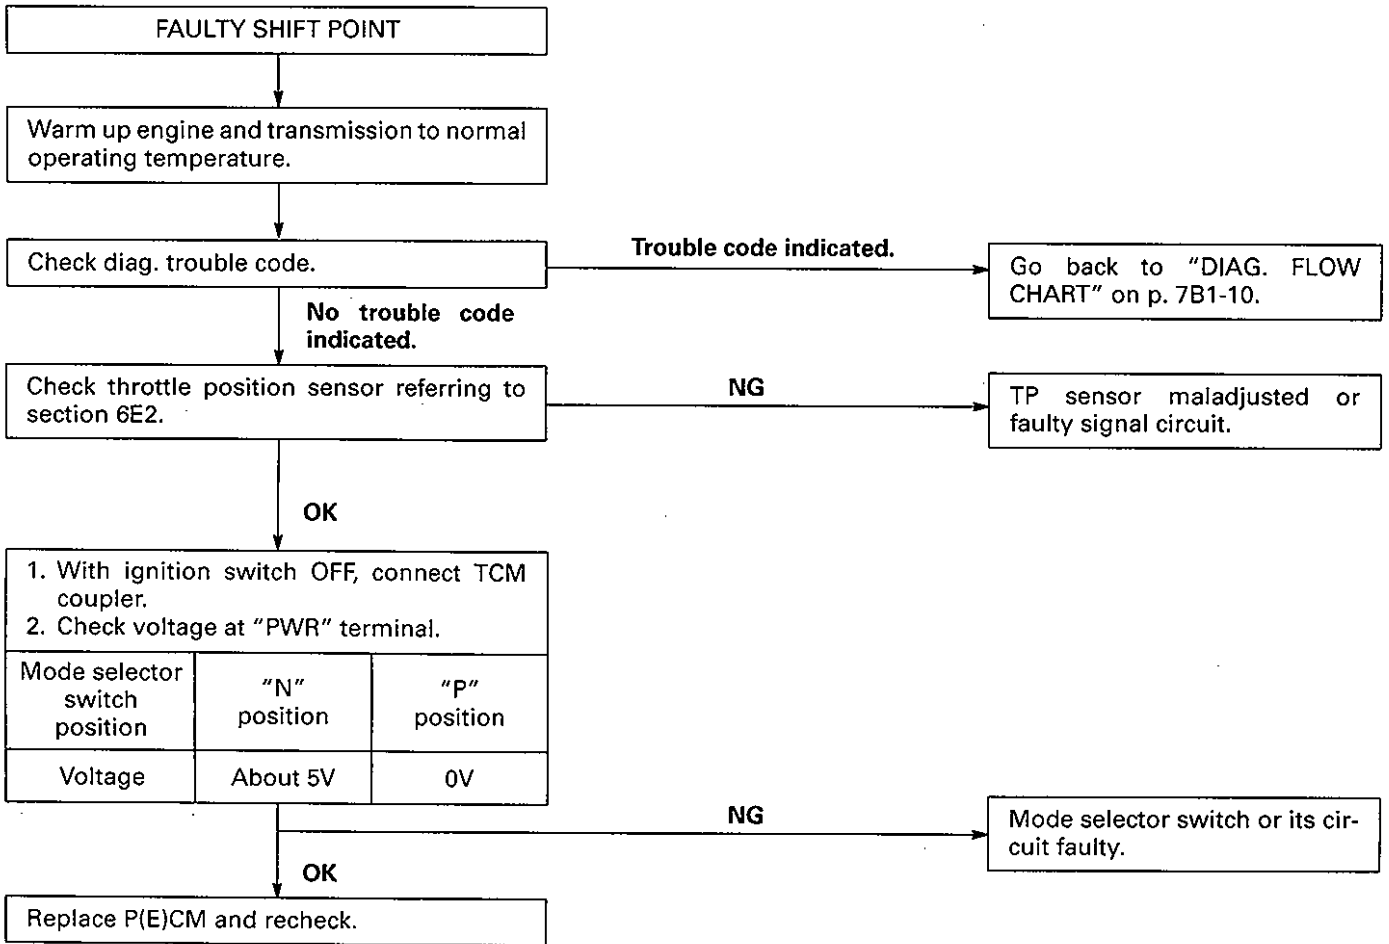 FAULTY SHIFT POINT
Warm up engine and transmission to normal
operating temperature.
Check diag. trouble code.
Trouble code indicated.
Go back to "DIAG. FLOW
CHART" on p. 7B1-10.
No trouble code
indicated.
Check throttle position sensor referring to
section 6E2.
NG
TP sensor maladjusted or
faulty signal circuit.
OK
1. With ignition switch OFF, connect TCM
coupler.
2. Check voltage at "PWR" terminal.
Mode selector
switch
position
"N"
position
"P"
position
Voltage
About 5V
0V
NG
Mode selector switch or its cir-
cuit faulty.
OK
Replace P(E)CM and recheck.